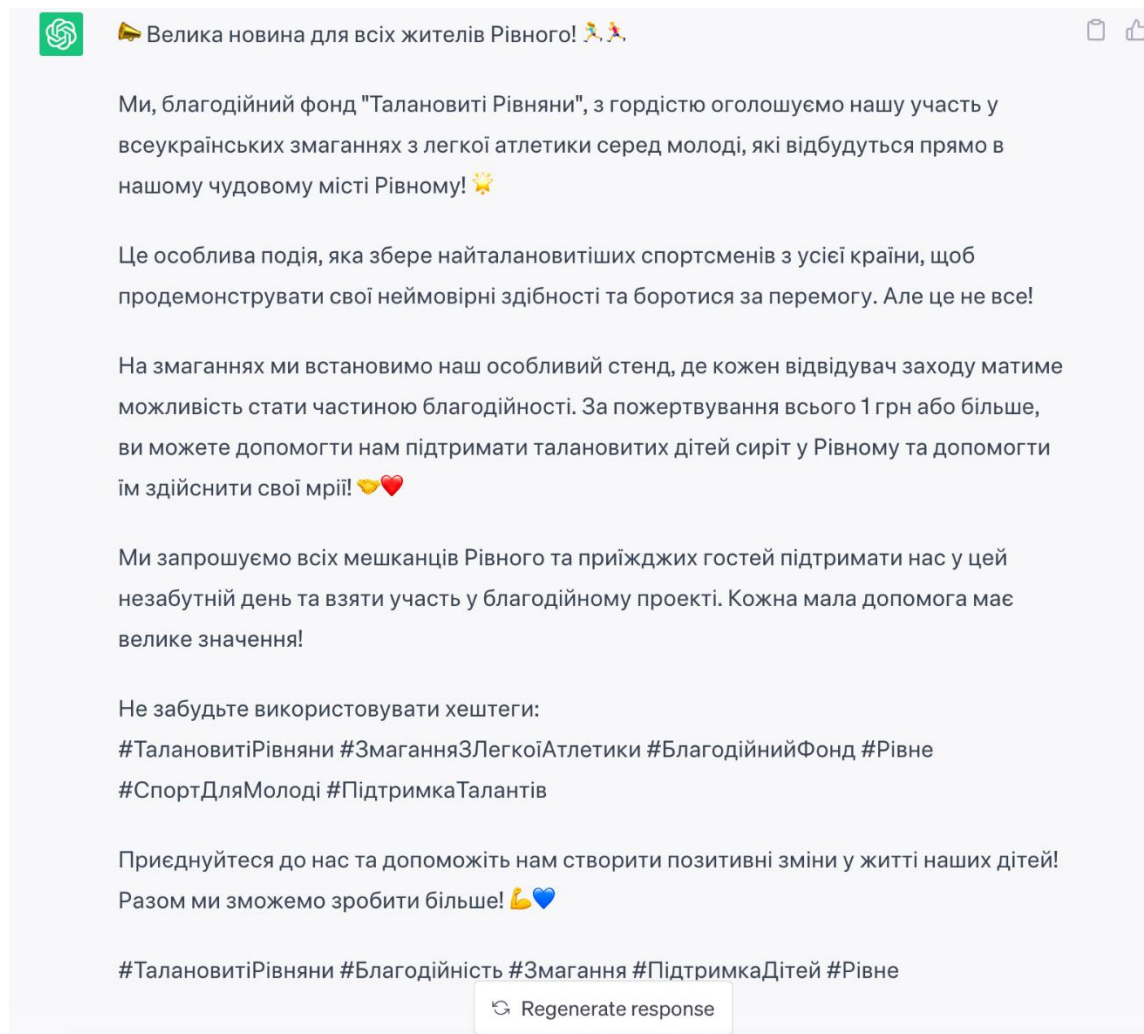 📣 Велика новина для всіх жителів Рівного! 🏃🏃‍♀️
Ми, благодійний фонд "Талановиті Рівняни", з гордістю оголошуємо нашу участь у
всеукраїнських змаганнях з легкої атлетики серед молоді, які відбудуться прямо в
нашому чудовому місті Рівному! 🌟
Це особлива подія, яка збере найталановитіших спортсменів з усієї країни, щоб
продемонструвати свої неймовірні здібності та боротися за перемогу. Але це не все!
На змаганнях ми встановимо наш особливий стенд, де кожен відвідувач заходу матиме
можливість стати частиною благодійності. За пожертвування всього 1 грн або більше,
ви можете допомогти нам підтримати талановитих дітей сиріт у Рівному та допомогти
їм здійснити свої мрії! 🤝❤️
Ми запрошуємо всіх мешканців Рівного та приїжджих гостей підтримати нас у цей
незабутній день та взяти участь у благодійному проекті. Кожна мала допомога має
велике значення!
Не забудьте використовувати хештеги:
#ТалановитіРівняни #ЗмаганняЗЛегкоїАтлетики #БлагодійнийФонд #Рівне
#СпортДляМолоді #ПідтримкаТалантів
Приєднуйтеся до нас та допоможіть нам створити позитивні зміни у житті наших дітей!
Разом ми зможемо зробити більше! 💪💙
#ТалановитіРівняни #Благодійність #Змагання #ПідтримкаДітей #Рівне
Regenerate response